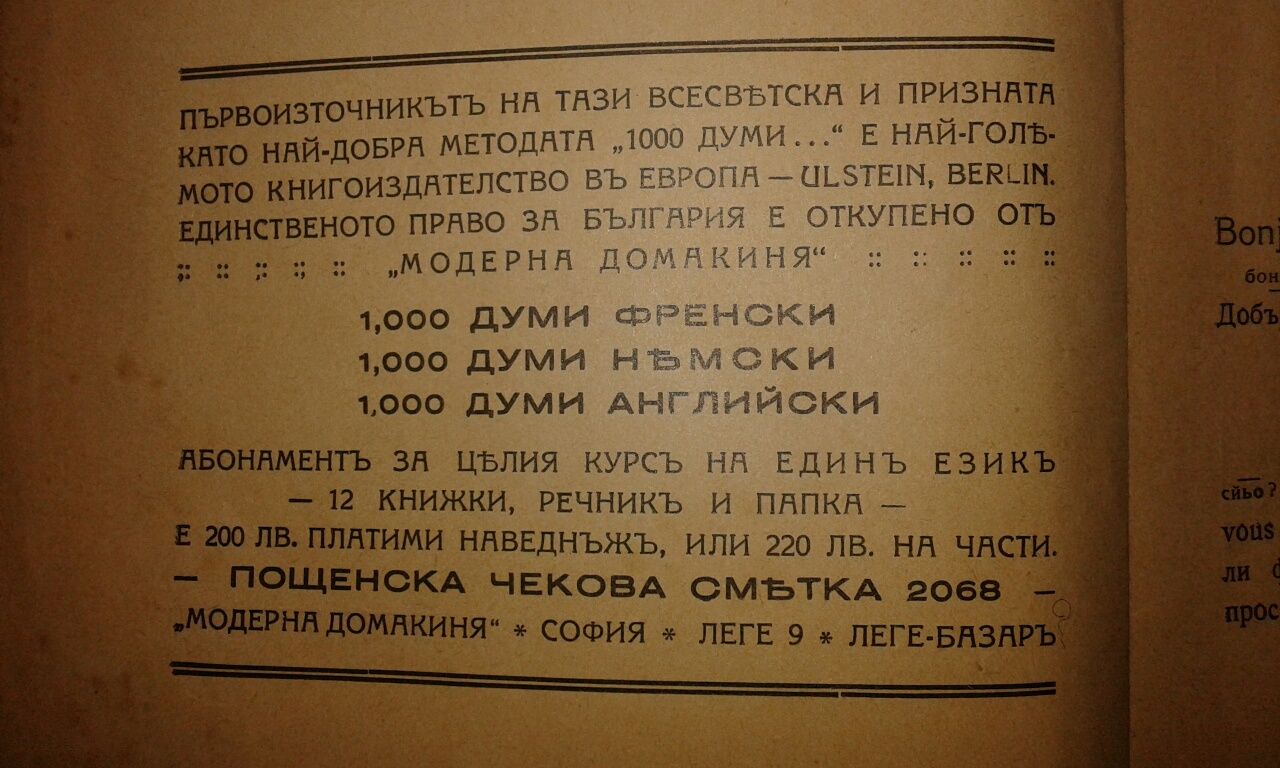 ПЪРВОИЗТОЧНИКЪТЪ НА ТАЗИ ВСЕСВѢТСКА И ПРИЗНАТА
КАТО НАЙ-ДОБРА МЕТОДАТА „1000 ДУМИ...“ Е НАЙ-ГОЛѢ-
МОТО КНИГОИЗДАТЕЛСТВО ВЪ ЕВРОПА — ULSTEIN, BERLIN.
ЕДИНСТВЕНОТО ПРАВО ЗА БЪЛГАРИЯ Е ОТКУПЕНО ОТЪ
:: :: :: :: :: „МОДЕРНА ДОМАКИНЯ“ :: :: :: :: ::
1,000 ДУМИ ФРЕНСКИ
1,000 ДУМИ НѢМСКИ
1,000 ДУМИ АНГЛИЙСКИ
АБОНАМЕНТЪ ЗА ЦѢЛИЯ КУРСЪ НА ЕДИНЪ ЕЗИКЪ
— 12 КНИЖКИ, РЕЧНИКЪ И ПАПКА —
Е 200 ЛВ. ПЛАТИМИ НАВЕДНЪЖЪ, ИЛИ 220 ЛВ. НА ЧАСТИ.
— ПОЩЕНСКА ЧЕКОВА СМѢТКА 2068 —
„МОДЕРНА ДОМАКИНЯ“ * СОФИЯ * ЛЕГЕ 9 * ЛЕГЕ-БАЗАРЪ
Bonj
бон
Добъ
сйьо?
vous
ли
прос